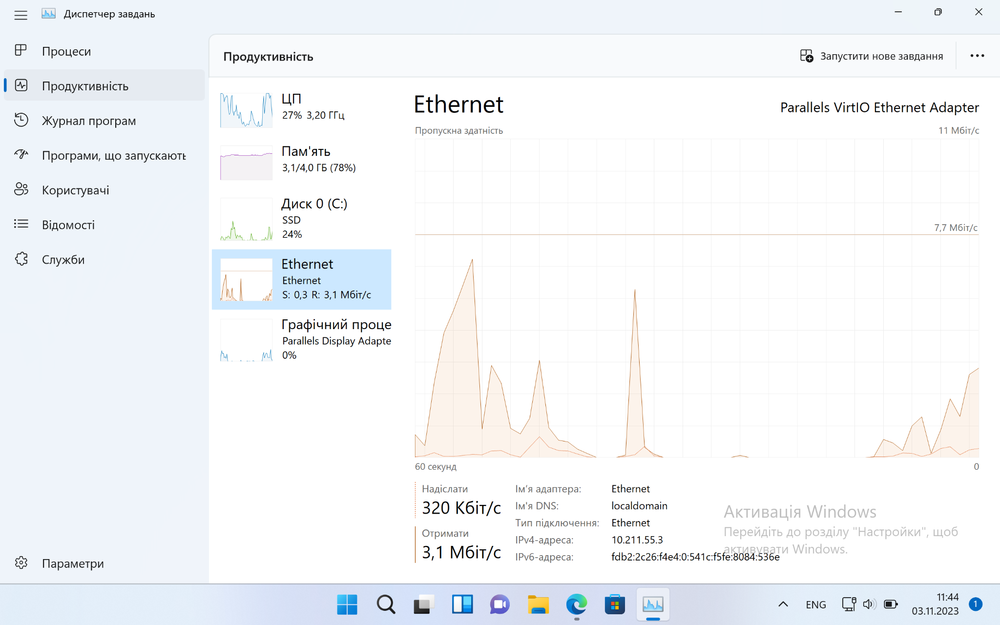 Диспетчер завдань
Процеси
Продуктивність
Журнал програм
Програми, що запускають
Користувачі
Відомості
Служби
Параметри
Продуктивність
Запустити нове завдання
ЦП
27% 3,20 ГГц
Пам'ять
3,1/4,0 ГБ (78%)
Диск 0 (C:)
SSD
24%
Ethernet
Ethernet
S: 0,3 R: 3,1 Мбіт/с
Графічний проце
Parallels Display Adapte
0%
Ethernet
Parallels VirtIO Ethernet Adapter
Пропускна здатність
11 Мбіт/с
7,7 Мбіт/с
60 секунд
0
Надіслати
320 Кбіт/с
Отримати
3,1 Мбіт/с
Ім’я адаптера: Ethernet
Ім'я DNS: localdomain
Тип підключення: Ethernet
IPv4-адреса: 10.211.55.3
IPv6-адреса: fdb2:2c26:f4e4:0:541c:f5fe:8084:536e
Активація Windows
Перейдіть до розділу "Настройки", щоб
активувати Windows.
ENG
11:44
03.11.2023
1